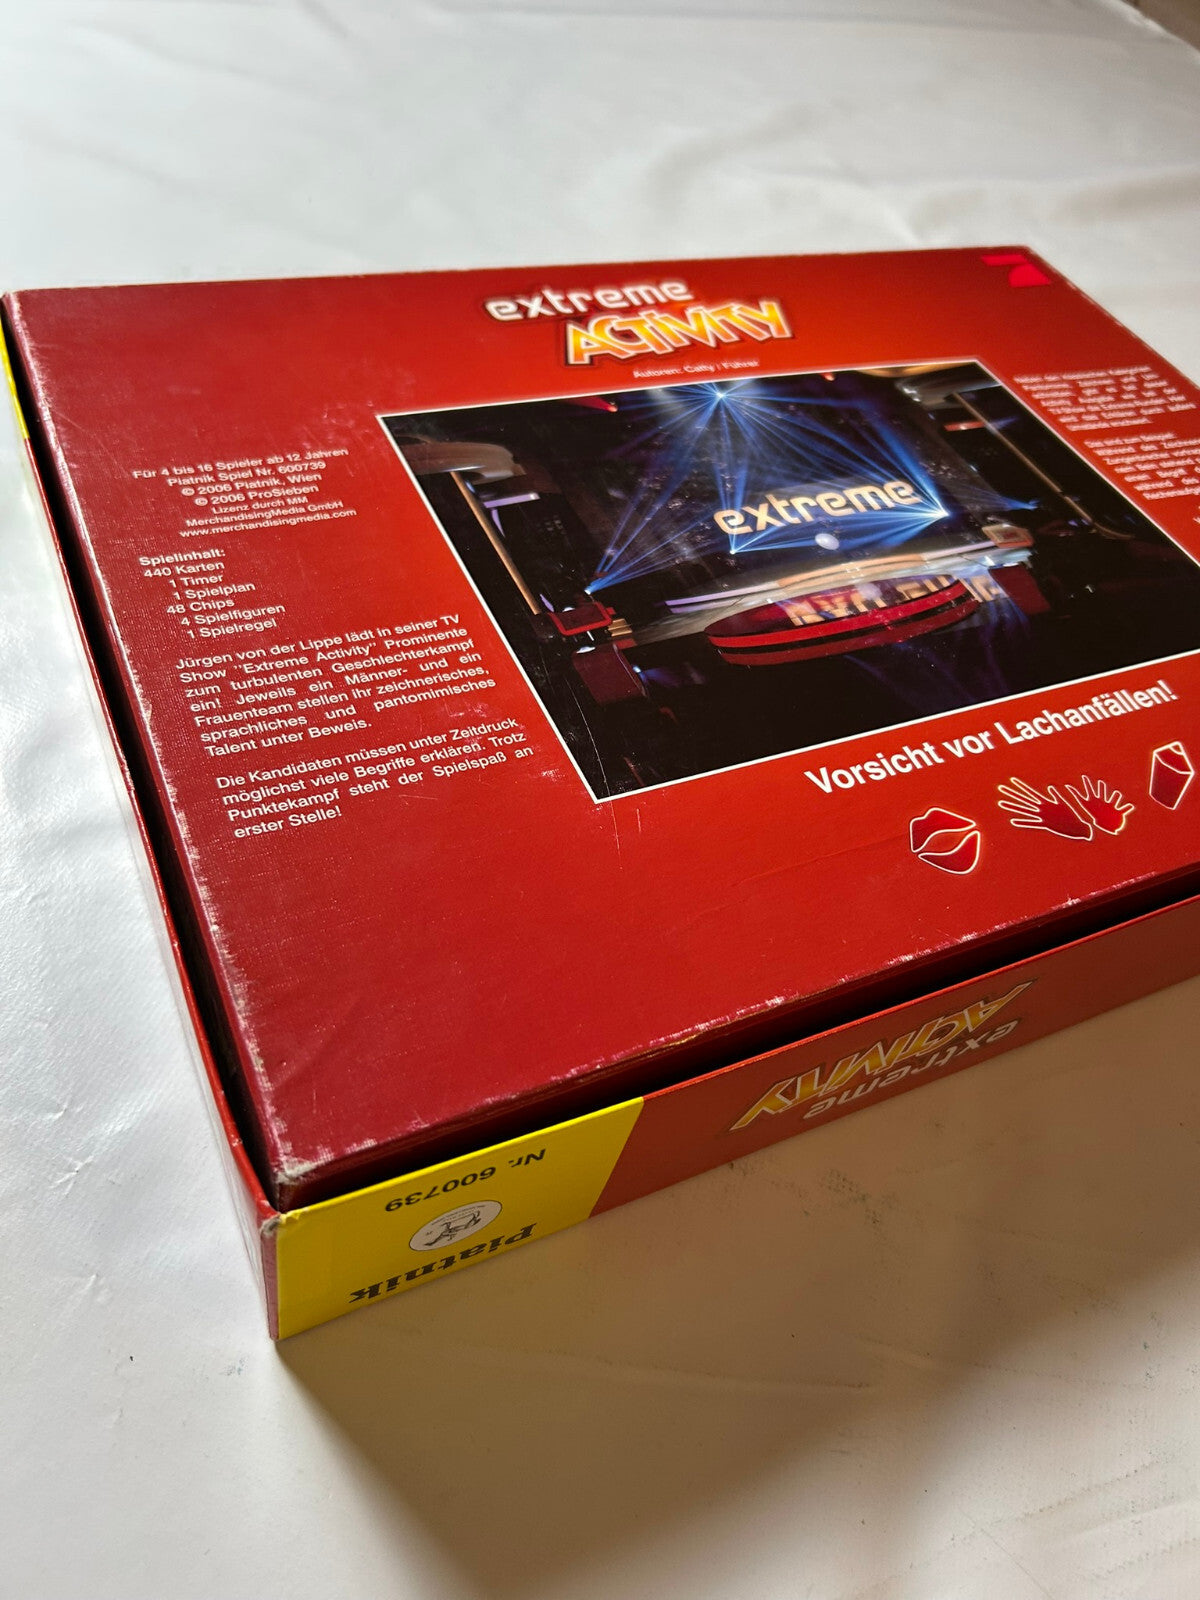 extreme
ACTIVITY
Autoren: Catty / Führer
Für 4 bis 16 Spieler ab 12 Jahren
Piatnik Spiel Nr. 600739
© 2006 Piatnik, Wien
© 2006 ProSieben
Lizenz durch MM
MerchandisingMedia GmbH
www.merchandisingmedia.com
Spielinhalt:
440 Karten
1 Timer
1 Spielplan
48 Chips
4 Spielfiguren
1 Spielregel
Jürgen von der Lippe lädt in seiner TV
Show "Extreme Activity" Prominente
zum turbulenten Geschlechterkampf
ein! Jeweils ein Männer- und ein
Frauenteam stellen Ihr zeichnerisches,
sprachliches und pantomimisches
Talent unter Beweis.
Die Kandidaten müssen unter Zeitdruck
möglichst viele Begriffe erklären. Trotz
Punktekampf steht der Spielspaß an
erster Stelle!
extreme
Vorsicht vor Lachanfällen!
extreme
ACTIVITY
Nr. 600739
Piatnik